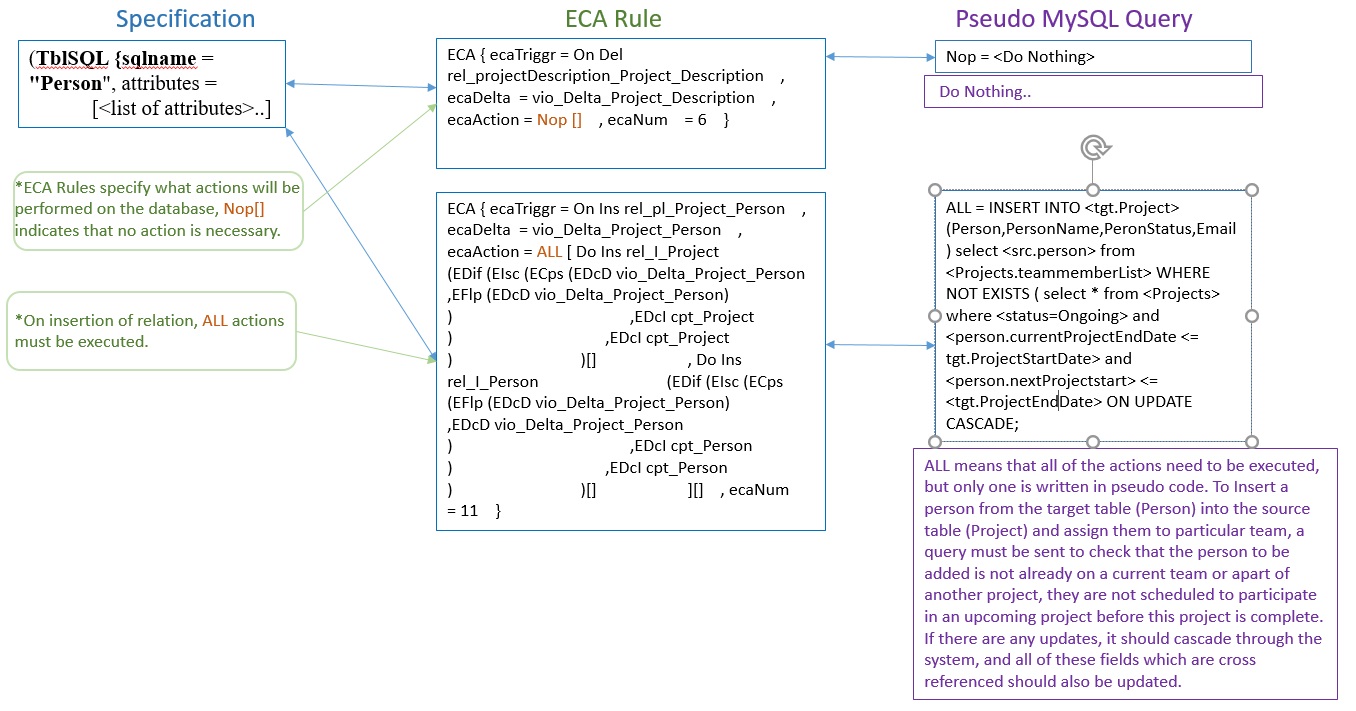 Specification
ECA Rule
Pseudo MySQL Query
(TblSQL {sqlname =
"Person", attributes =
[<list of attributes>..]
*ECA Rules specify what actions will be
performed on the database, Nop[]
indicates that no action is necessary.
*On insertion of relation, ALL actions
must be executed.
ECA { ecaTriggr = On Del
rel_projectDescription_Project_Description ,
ecaDelta = vio_Delta_Project_Description ,
ecaAction = Nop [] , ecaNum = 6 }
ECA { ecaTriggr = On Ins rel_pl_Project_Person ,
ecaDelta = vio_Delta_Project_Person ,
ecaAction = ALL [ Do Ins rel_I_Project
(EDif (EIsc (ECps (EDcD vio_Delta_Project_Person
,EFlp (EDcD vio_Delta_Project_Person)
) ,EDcI cpt_Project
) ,EDcI cpt_Project
) )[] , Do Ins
rel_I_Person (EDif (EIsc (ECps
(EFlp (EDcD vio_Delta_Project_Person)
,EDcD vio_Delta_Project_Person
) ,EDcI cpt_Person
) ,EDcI cpt_Person
) )[] ][] , ecaNum
= 11 }
Nop = <Do Nothing>
Do Nothing..
ALL = INSERT INTO <tgt.Project>
(Person,PersonName,PeronStatus,Email
) select <src.person> from
<Projects.teammemberList> WHERE
NOT EXISTS ( select * from <Projects>
where <status=Ongoing> and
<person.currentProjectEndDate <=
tgt.ProjectStartDate> and
<person.nextProjectstart> <=
<tgt.ProjectEndDate> ON UPDATE
CASCADE;
ALL means that all of the actions need to be executed,
but only one is written in pseudo code. To Insert a
person from the target table (Person) into the source
table (Project) and assign them to particular team, a
query must be sent to check that the person to be
added is not already on a current team or apart of
another project, they are not scheduled to participate
in an upcoming project before this project is complete.
If there are any updates, it should cascade through the
system, and all of these fields which are cross
referenced should also be updated.